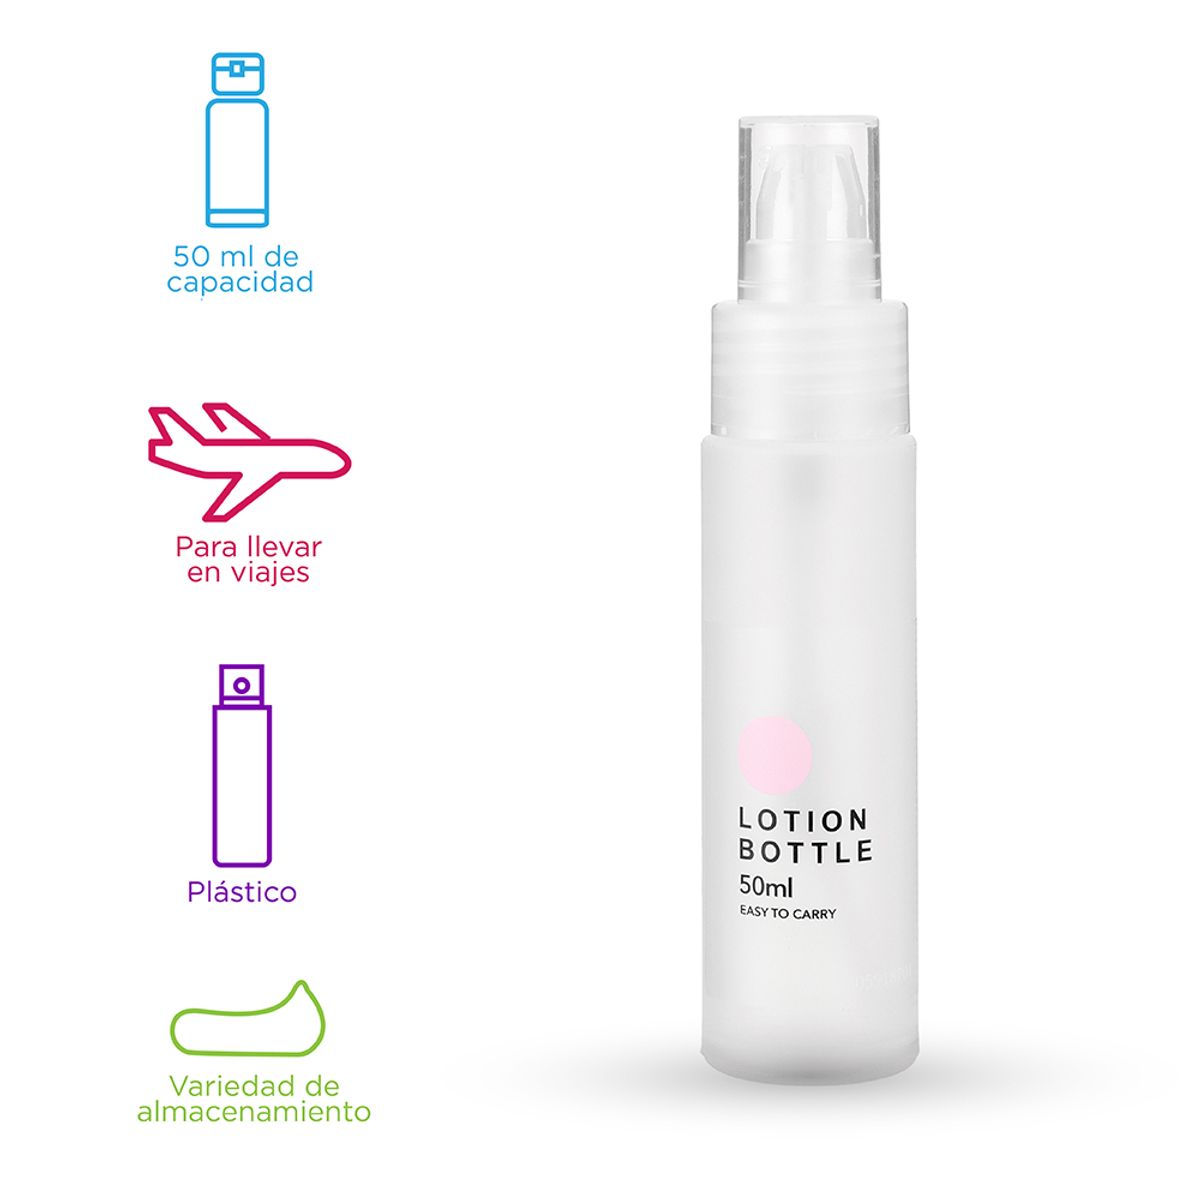 50 ml de
capacidad
Para llevar
en viajes
Plástico
Variedad de
almacenamiento
LOTION
BOTTLE
50ml
EASY TO CARRY